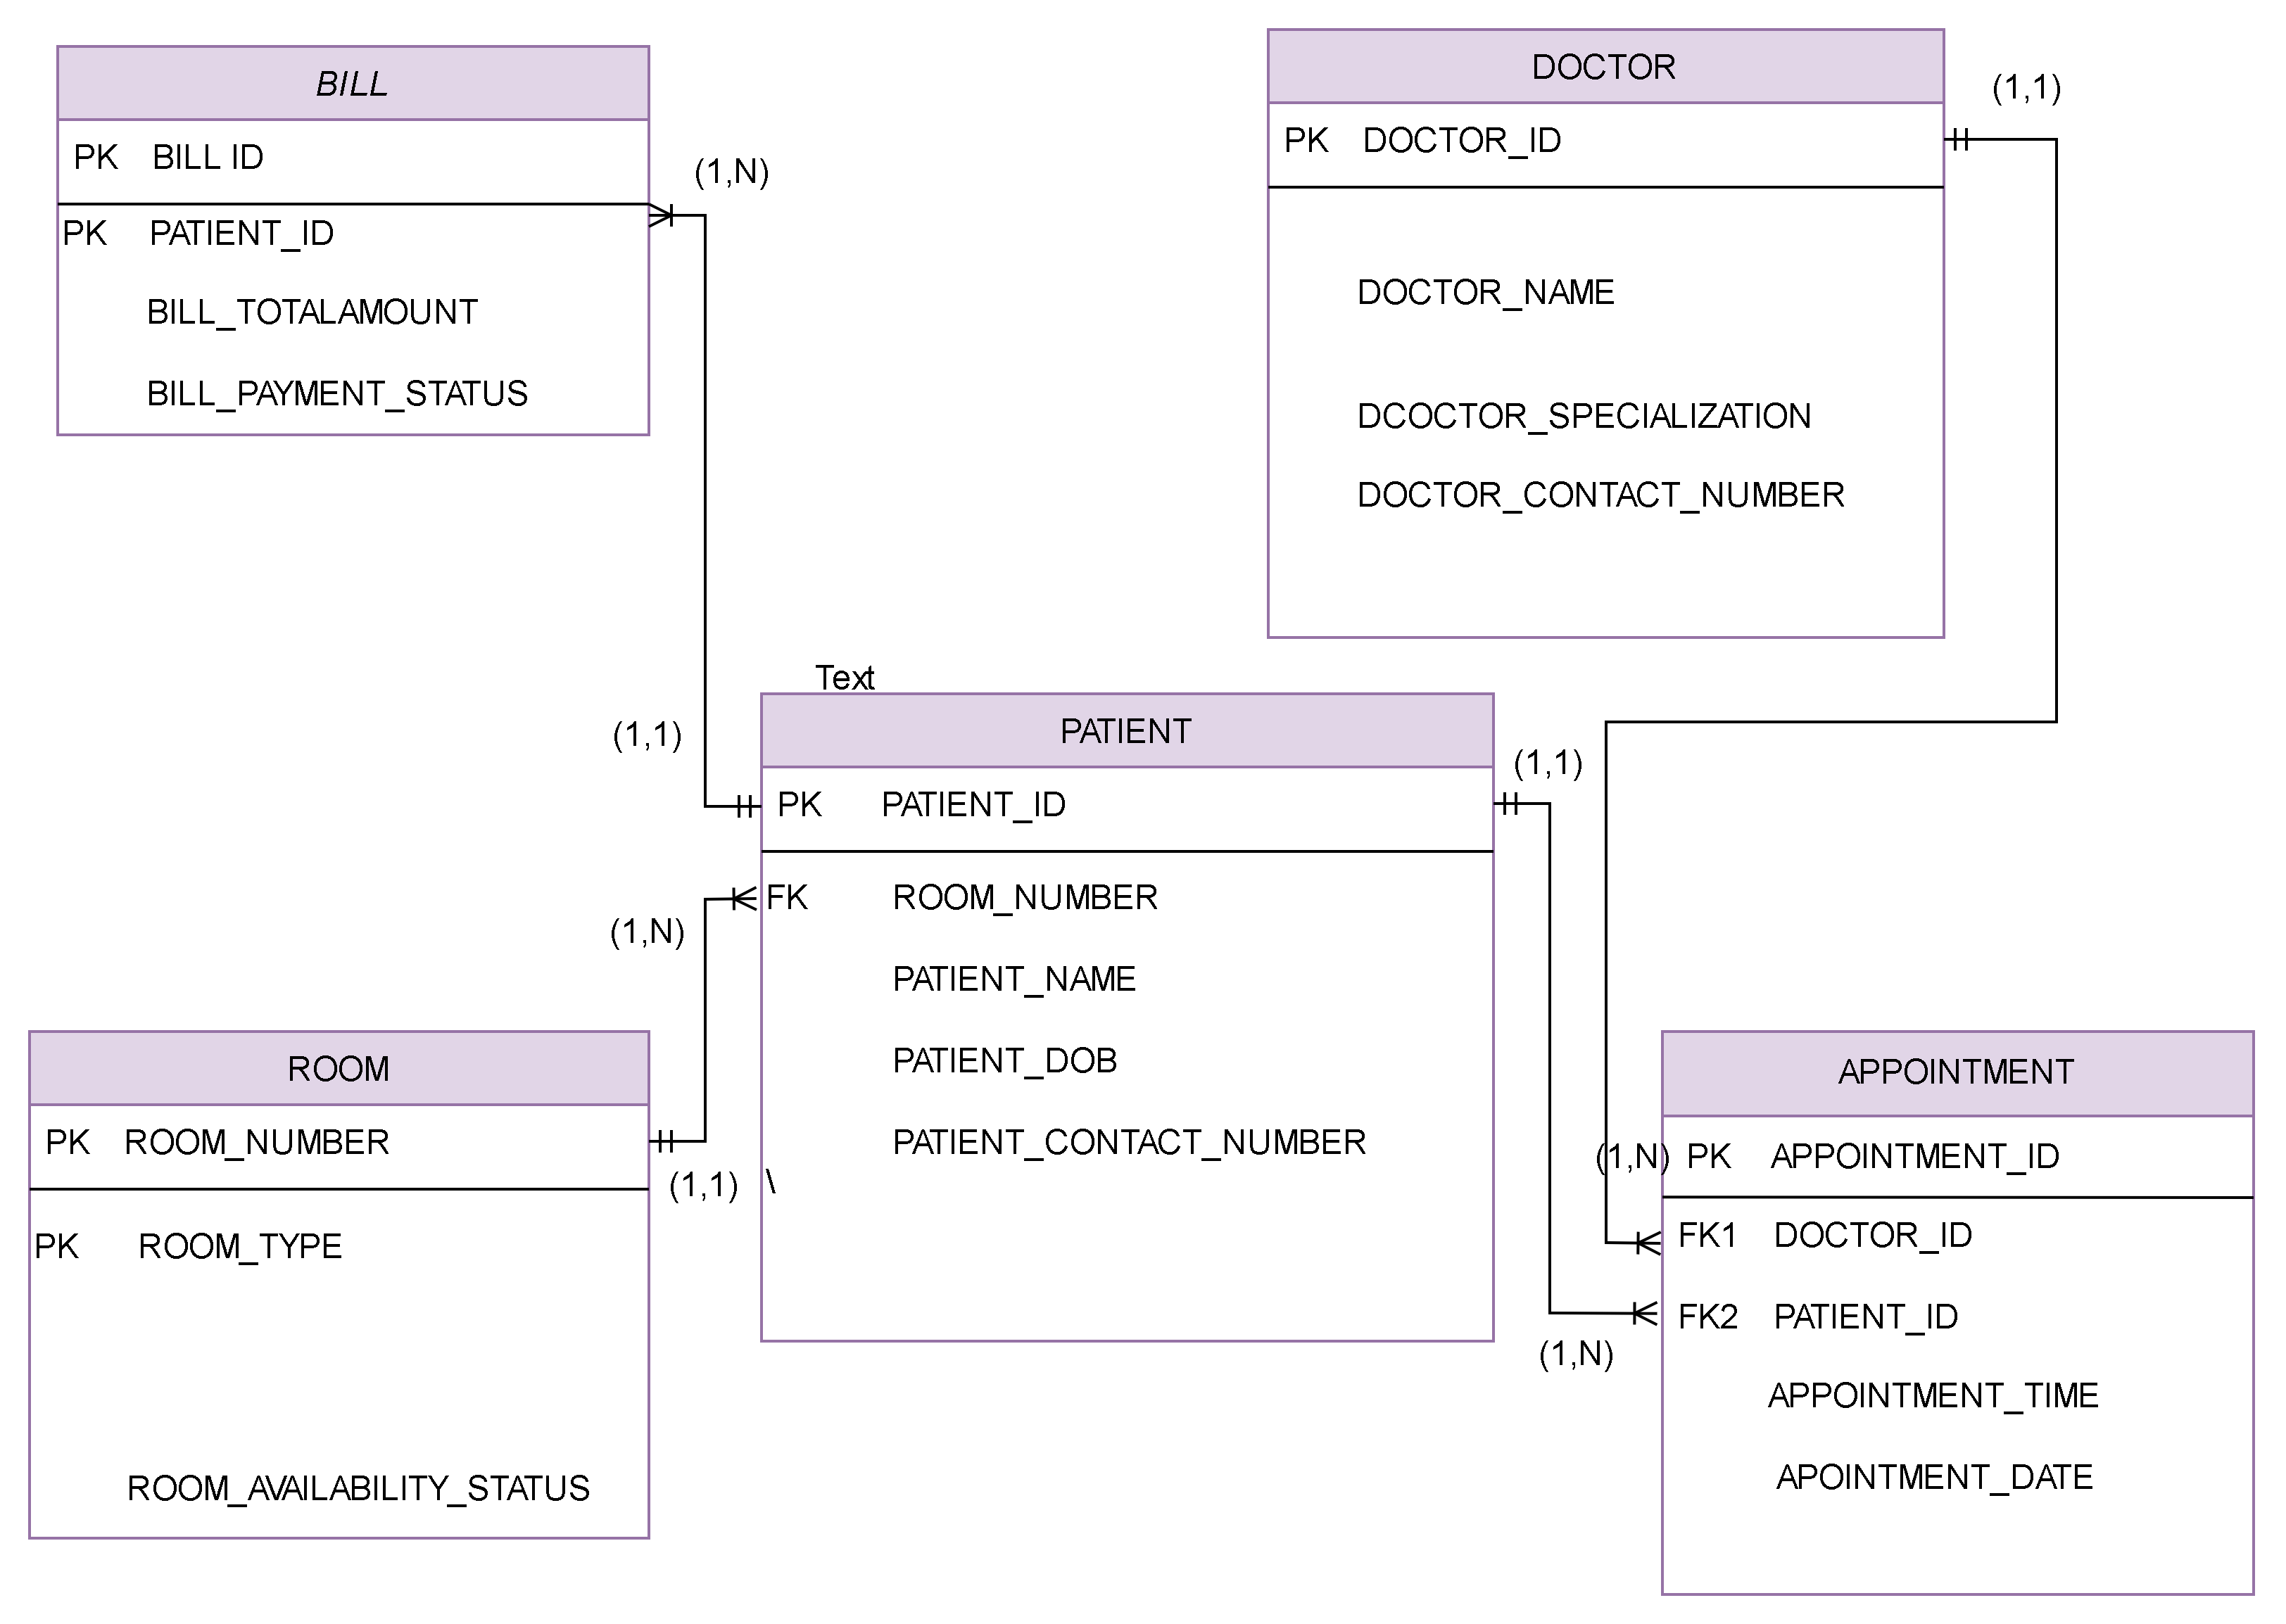 BILL
PK BILL ID
PK PATIENT_ID
BILL_TOTALAMOUNT
BILL_PAYMENT_STATUS
(1,N)
DOCTOR
PK DOCTOR_ID
DOCTOR_NAME
DCOCTOR_SPECIALIZATION
DOCTOR_CONTACT_NUMBER
(1,1)
Text
(1,1)
PATIENT
PK PATIENT_ID
FK ROOM_NUMBER
PATIENT_NAME
PATIENT_DOB
PATIENT_CONTACT_NUMBER
\
(1,1)
(1,N)
ROOM
PK ROOM_NUMBER
PK ROOM_TYPE
ROOM_AVAILABILITY_STATUS
(1,1)
APPOINTMENT
(1,N)
PK APPOINTMENT_ID
FK1 DOCTOR_ID
FK2 PATIENT_ID
(1,N)
APPOINTMENT_TIME
APOINTMENT_DATE